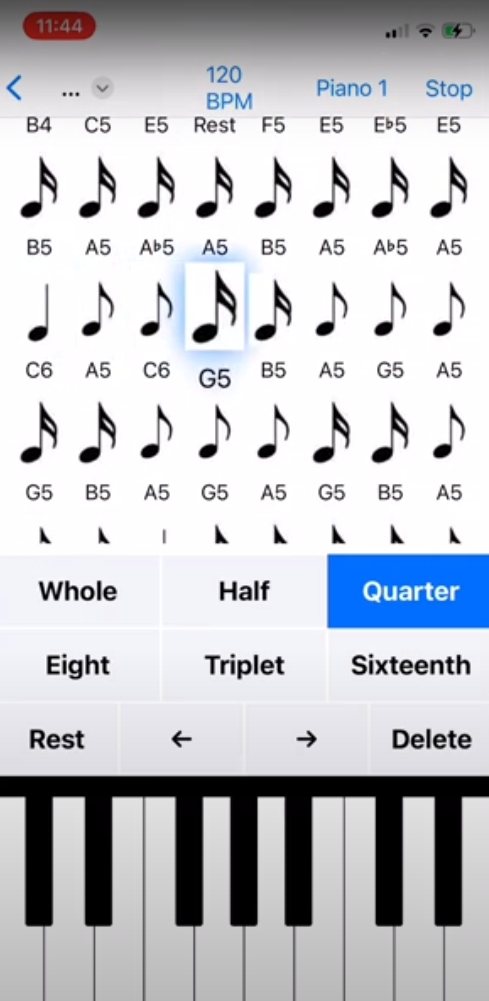 11:44
... 120 BPM Piano 1 Stop
B4 C5 E5 Rest F5 E5 E♭5 E5
B5 A5 A♭5 A5 B5 A5 A♭5 A5
C6 A5 C6 G5 B5 A5 G5 A5
G5 B5 A5 G5 A5 G5 B5 A5
Whole Half Quarter
Eight Triplet Sixteenth
Rest ← → Delete